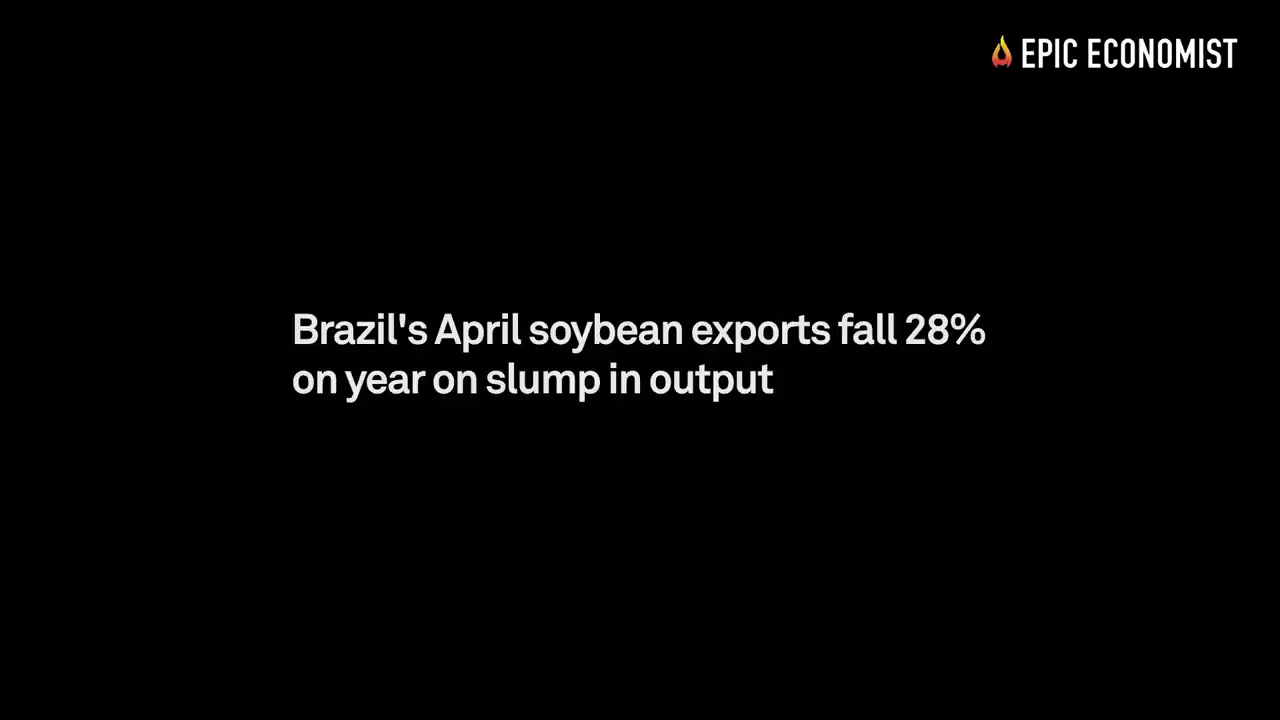 EPIC ECONOMIST
Brazil's April soybean exports fall 28%
on year on slump in output